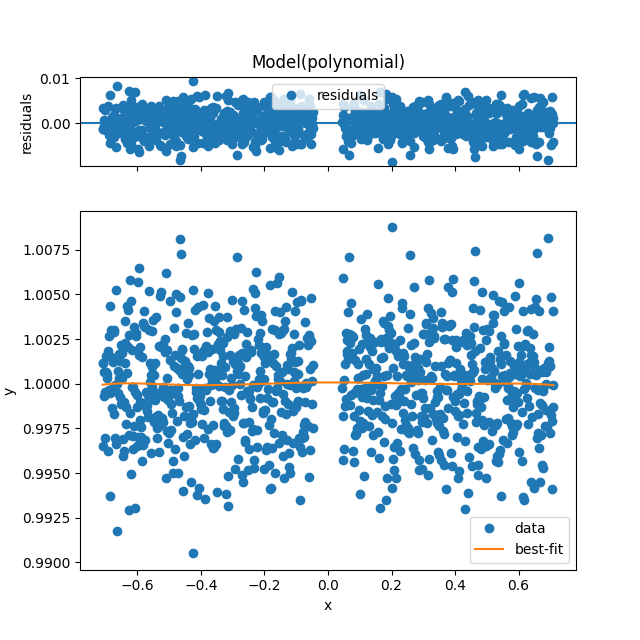 Model(polynomial)
0.01
0.00
residuals
residuals
1.0075
1.0050
1.0025
1.0000
0.9975
0.9950
0.9925
0.9900
y
data
best-fit
−0.6 −0.4 −0.2 0.0 0.2 0.4 0.6
x